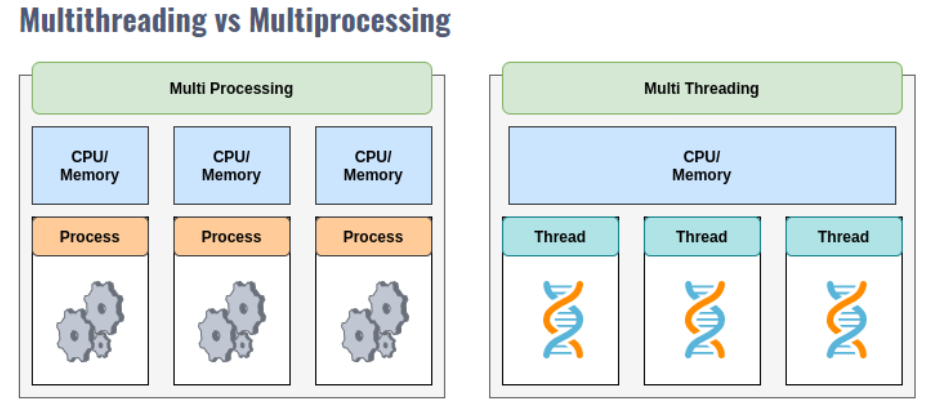 Multithreading vs Multiprocessing
Multi Processing
CPU/
Memory
CPU/
Memory
CPU/
Memory
Process
Process
Process
Multi Threading
CPU/
Memory
Thread
Thread
Thread